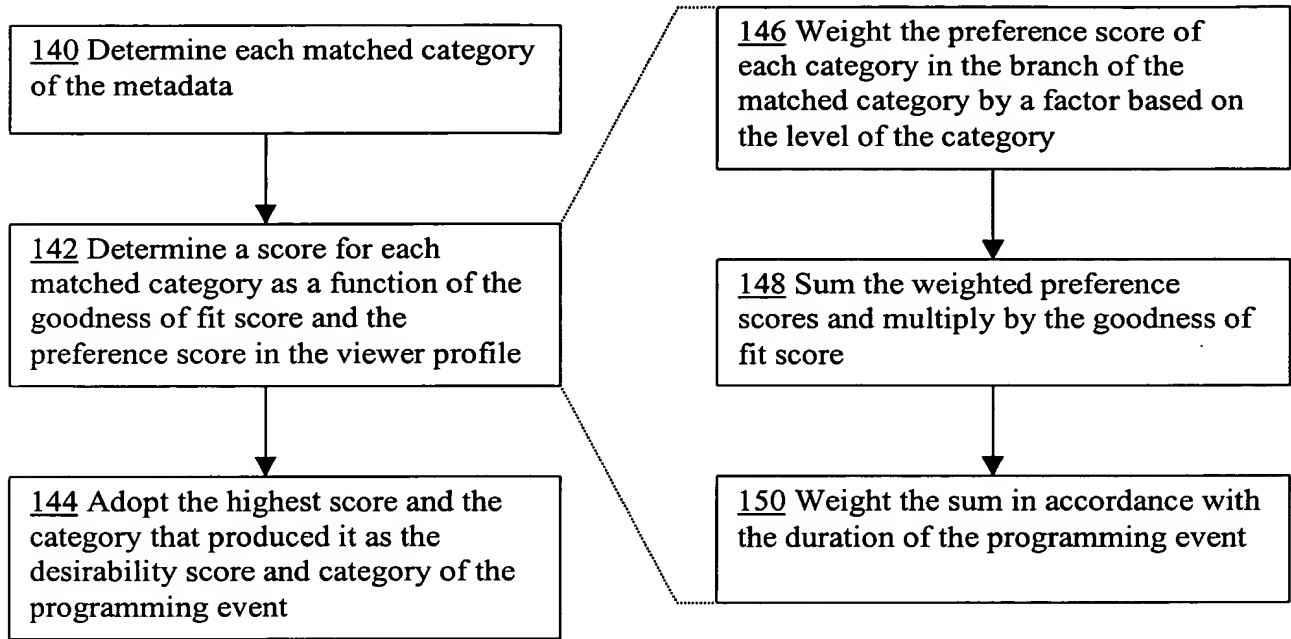 140 Determine each matched category
of the metadata
142 Determine a score for each
matched category as a function of the
goodness of fit score and the
preference score in the viewer profile
144 Adopt the highest score and the
category that produced it as the
desirability score and category of the
programming event
146 Weight the preference score of
each category in the branch of the
matched category by a factor based on
the level of the category
148 Sum the weighted preference
scores and multiply by the goodness of
fit score
150 Weight the sum in accordance with
the duration of the programming event